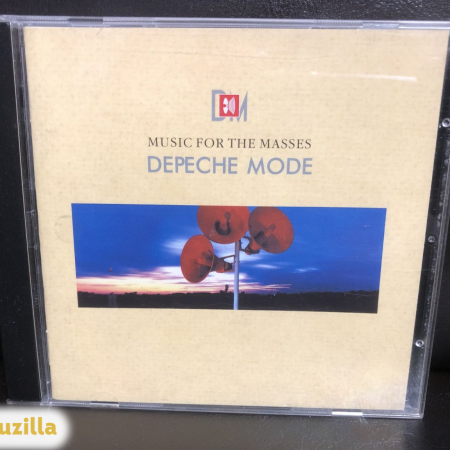 DM
MUSIC FOR THE MASSES
DEPECHE MODE
uzilla